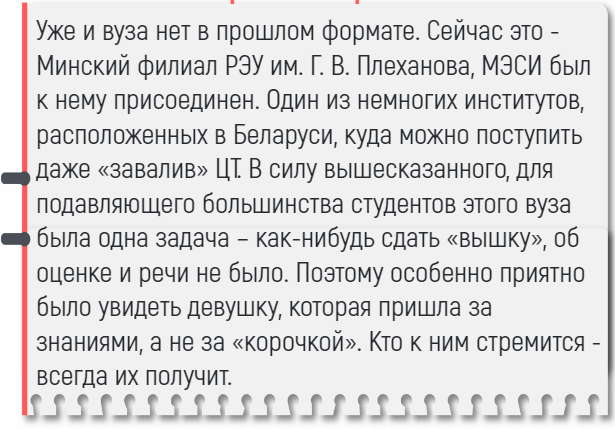 Уже и вуза нет в прошлом формате. Сейчас это -
Минский филиал РЭУ им. Г. В. Плеханова, МЭСИ был
к нему присоединен. Один из немногих институтов,
расположенных в Беларуси, куда можно поступить
даже «завалив» ЦТ. В силу вышесказанного, для
подавляющего большинства студентов этого вуза
была одна задача – как-нибудь сдать «вышку», об
оценке и речи не было. Поэтому особенно приятно
было увидеть девушку, которая пришла за
знаниями, а не за «корочкой». Кто к ним стремится -
всегда их получит.